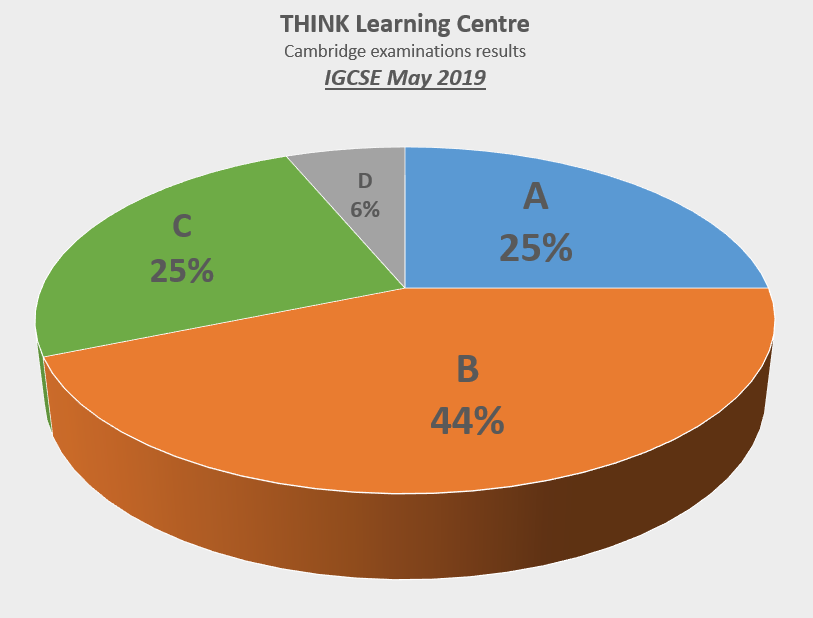 THINK Learning Centre
Cambridge examinations results
IGCSE May 2019
D
6%
A
25%
C
25%
B
44%